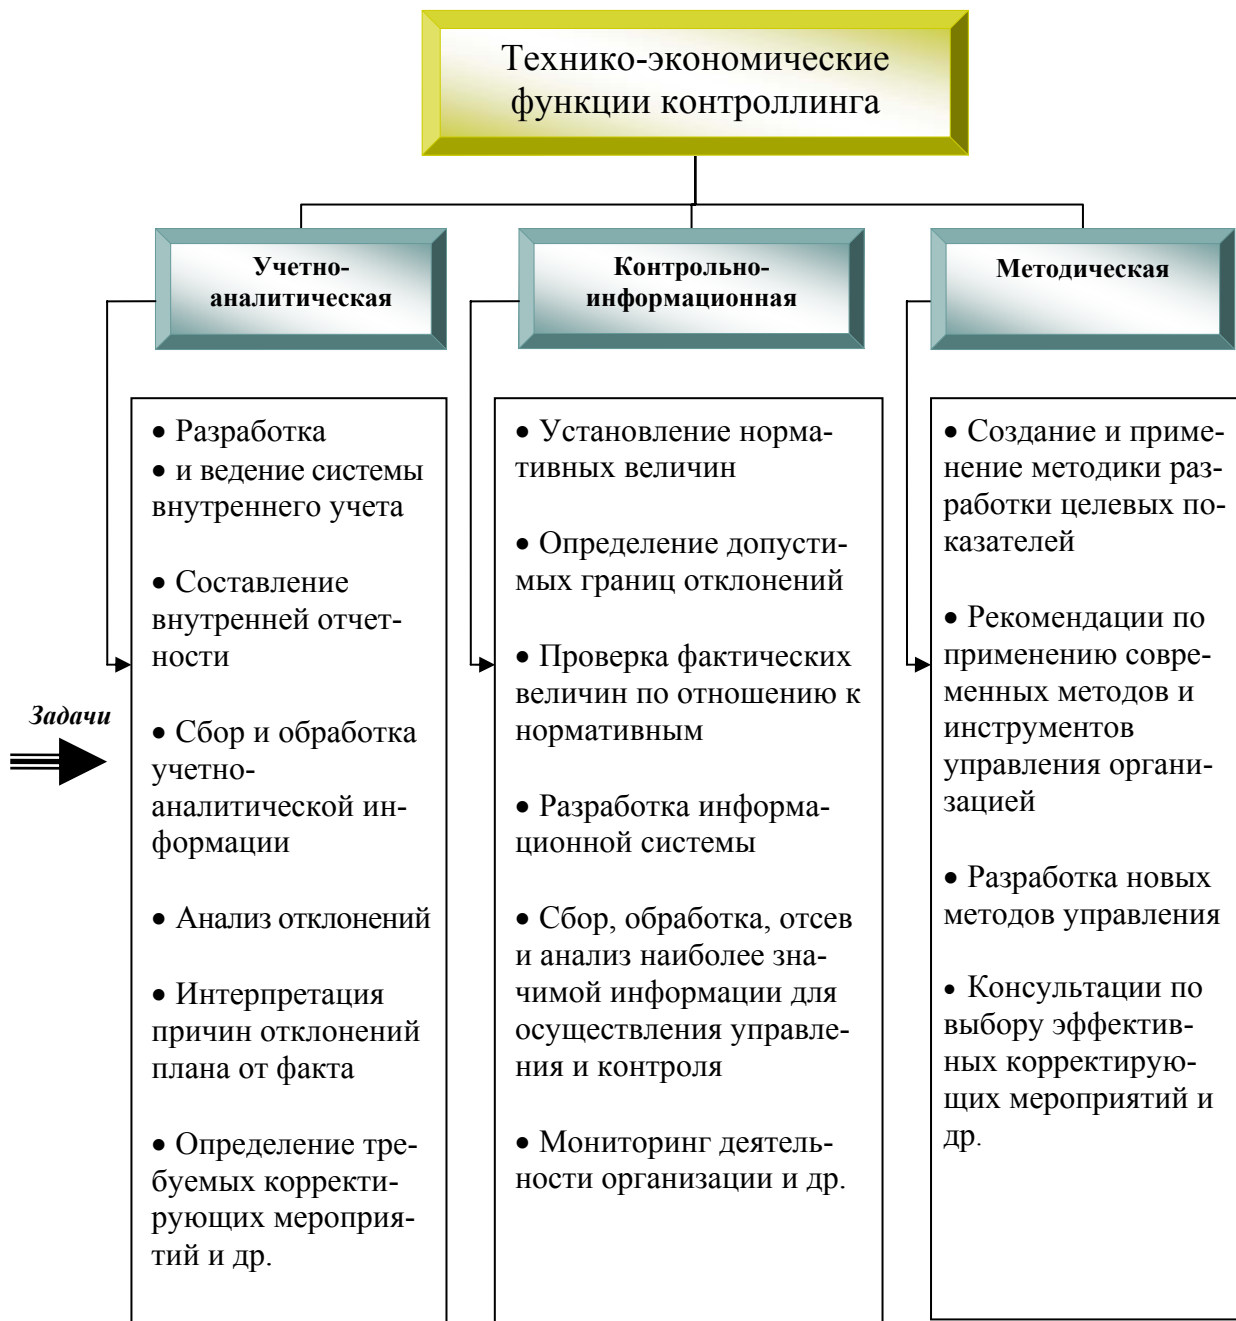 Технико-экономические
функции контроллинга
Учетно-
аналитическая
Контрольно-
информационная
Методическая
Задачи
• Разработка
• и ведение системы
внутреннего учета
• Составление
внутренней отчет-
ности
• Сбор и обработка
учетно-
аналитической ин-
формации
• Анализ отклонений
• Интерпретация
причин отклонений
плана от факта
• Определение тре-
буемых корректи-
рующих мероприя-
тий и др.
• Установление норма-
тивных величин
• Определение допусти-
мых границ отклонений
• Проверка фактических
величин по отношению к
нормативным
• Разработка информа-
ционной системы
• Сбор, обработка, отсев
и анализ наиболее зна-
чимой информации для
осуществления управле-
ния и контроля
• Мониторинг деятель-
ности организации и др.
• Создание и приме-
нение методики раз-
работки целевых по-
казателей
• Рекомендации по
применению совре-
менных методов и
инструментов
управления органи-
зацией
• Разработка новых
методов управления
• Консультации по
выбору эффектив-
ных корректирую-
щих мероприятий и
др.